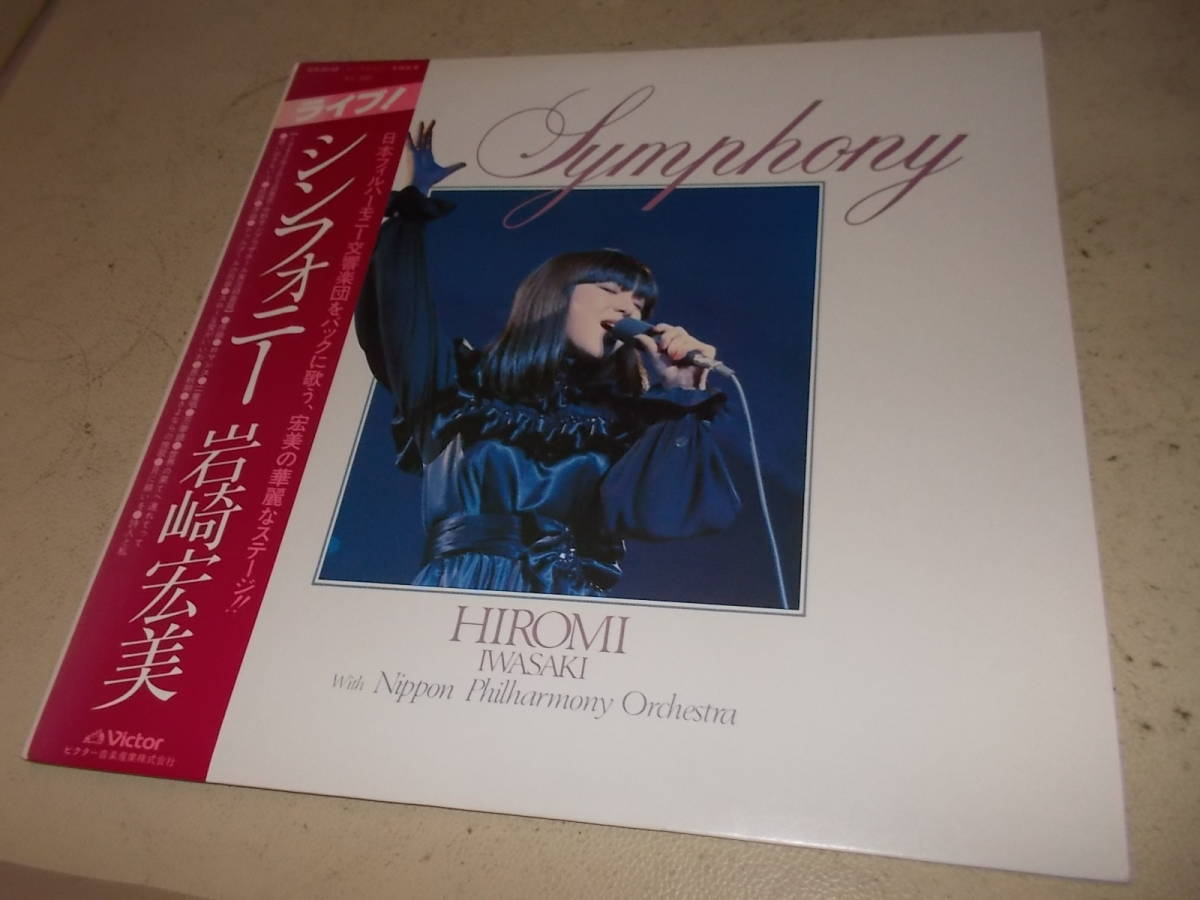 ライブ!
シンフォニー 岩崎宏美
日本フィルハーモニー交響楽団をバックに歌う、宏美の華麗なステージ!!
Victor
ビクター音楽産業株式会社
Symphony
HIROMI
IWASAKI
With Nippon Philharmony Orchestra